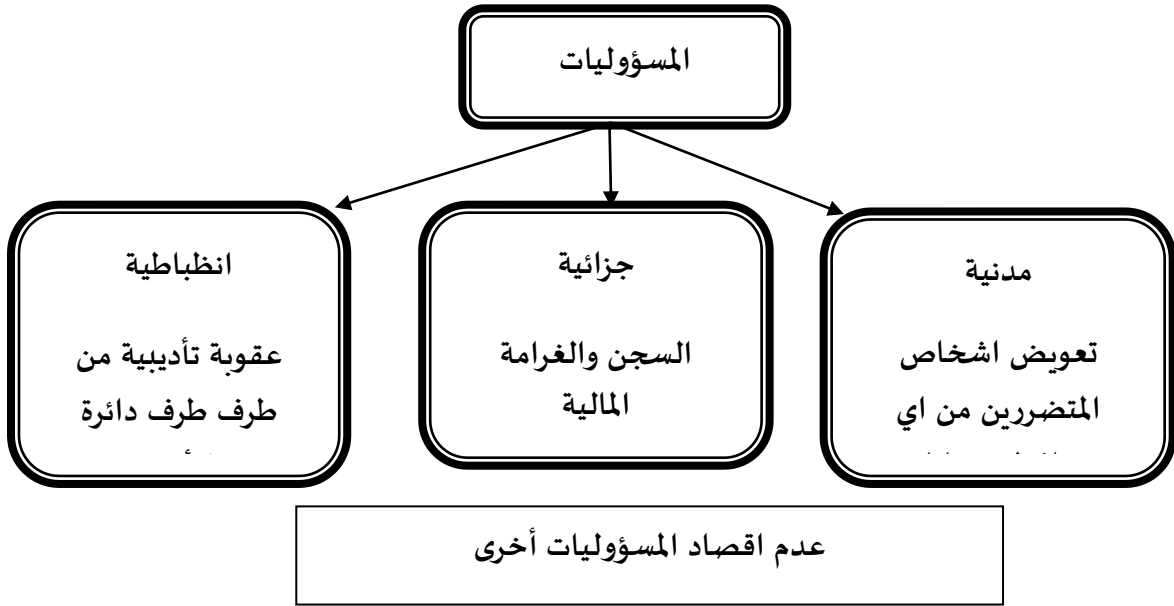 المسؤوليات
مدنية
تعويض اشخاص
المتضررين من اي
جزائية
السجن والغرامة
المالية
انظباطية
عقوبة تأديبية من
طرف طرف دائرة
عدم اقصاد المسؤوليات أخرى